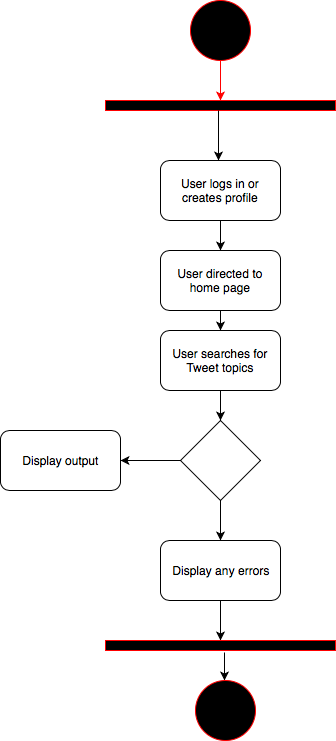 User logs in or
creates profile
User directed to
home page
User searches for
Tweet topics
Display output
Display any errors